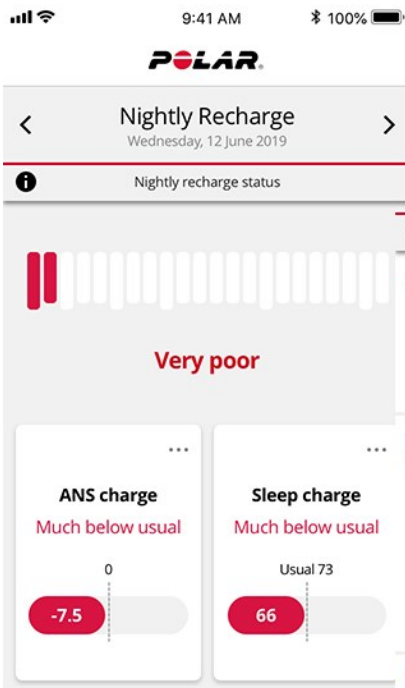 9:41 AM 100%
POLAR.
Nightly Recharge
Wednesday, 12 June 2019
Nightly recharge status
Very poor
ANS charge
Much below usual
0
-7.5
Sleep charge
Much below usual
Usual 73
66